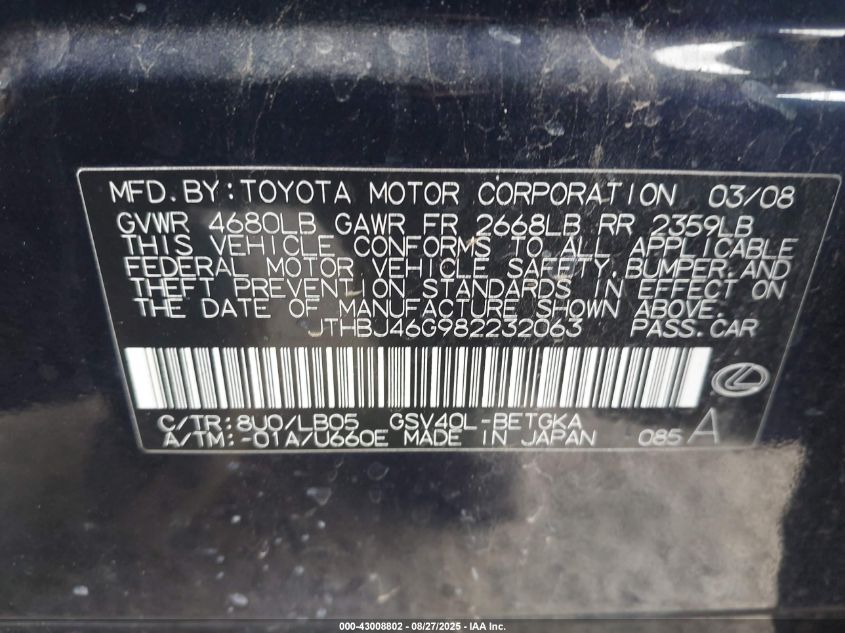 MFD.BY:TOYOTA MOTOR CORPORATION 03/08
GVWR 4680LB GAWR FR 2668LB RR 2359LB
THIS VEHICLE CONFORMS TO ALL APPLICABLE
FEDERAL MOTOR VEHICLE SAFETY,BUMPER,AND
THEFT PREVENTION STANDARDS IN EFFECT ON
THE DATE OF MANUFACTURE SHOWN ABOVE.
JTHBJ46G982232063 PASS.CAR
C/TR:8U0/LB05 GSV40L-BETGKA
A/TM:-01A/U660E MADE IN JAPAN 085 A
000-43008802 - 08/27/2025 - IAA Inc.